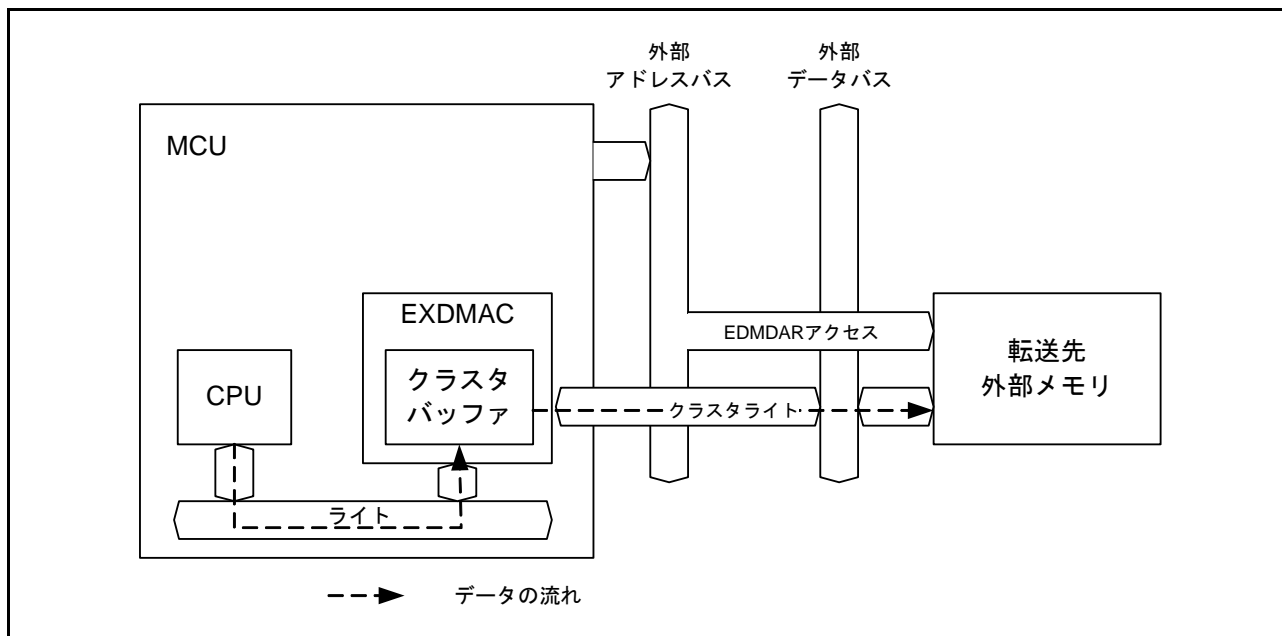 外部
アドレスバス
外部
データバス
MCU
EXDMAC
EDMDARアクセス
転送先
外部メモリ
CPU
クラスタ
バッファ
クラスタライト
ライト
データの流れ